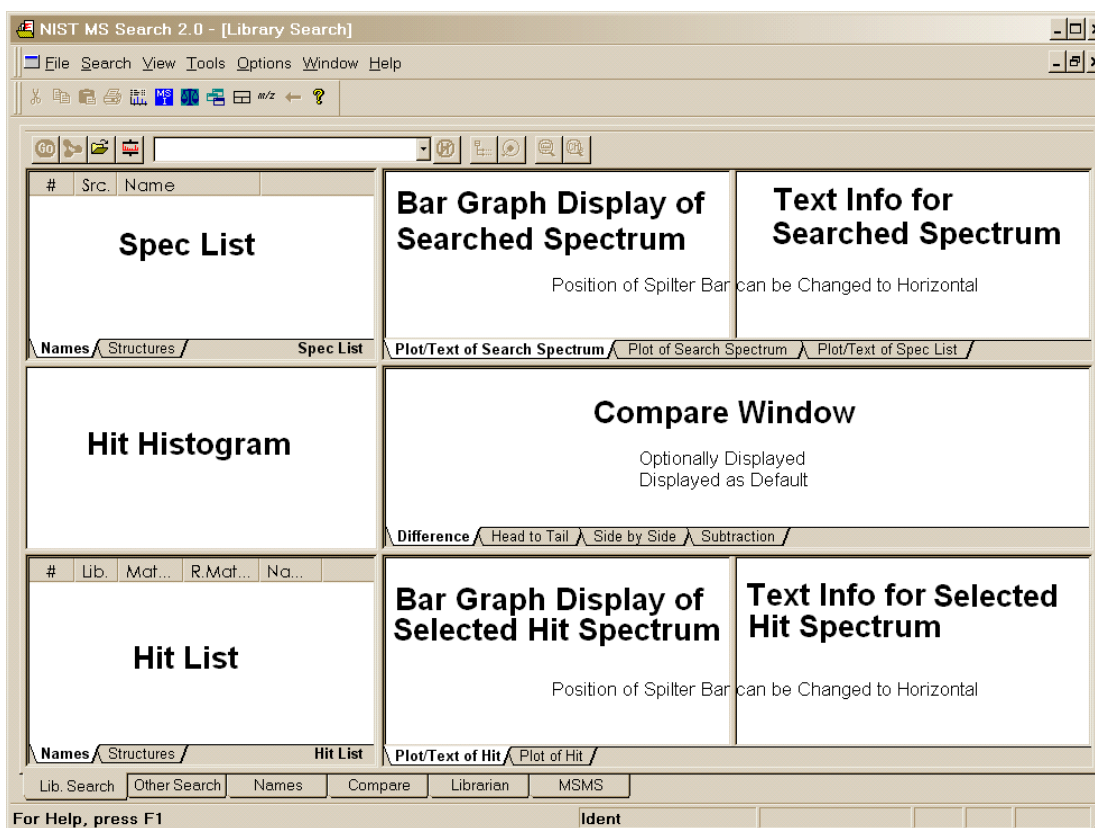 NIST MS Search 2.0 - [Library Search]
File Search View Tools Options Window Help
MS I m/z ?
GO
# Src. Name
Spec List
Names Structures Spec List
Bar Graph Display of
Searched Spectrum
Text Info for
Searched Spectrum
Position of Spilter Bar can be Changed to Horizontal
Plot/Text of Search Spectrum Plot of Search Spectrum Plot/Text of Spec List
Hit Histogram
Compare Window
Optionally Displayed
Displayed as Default
Difference Head to Tail Side by Side Subtraction
# Lib. Mat... R.Mat... Na...
Hit List
Names Structures Hit List
Bar Graph Display of
Selected Hit Spectrum
Text Info for Selected
Hit Spectrum
Position of Spilter Bar can be Changed to Horizontal
Plot/Text of Hit Plot of Hit
Lib. Search Other Search Names Compare Librarian MSMS
For Help, press F1 Ident